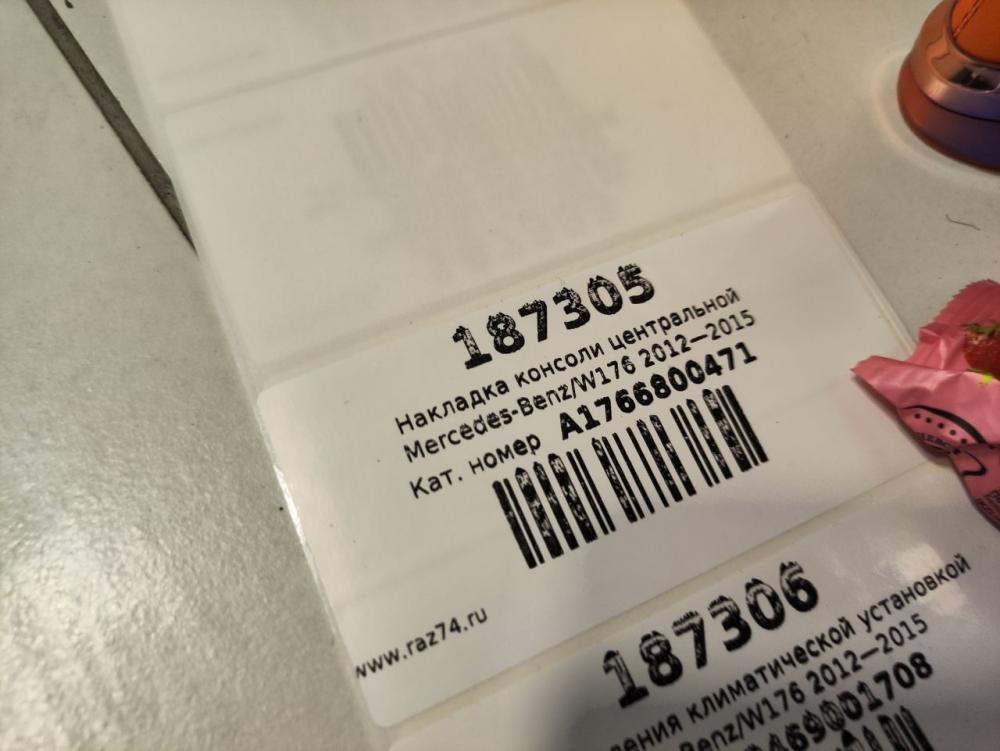 187305
Накладка консоли центральной
Mercedes-Benz/W176 2012—2015
Кат. номер A1766800471
www.raz74.ru
187306
климатической установкой
2012—2015